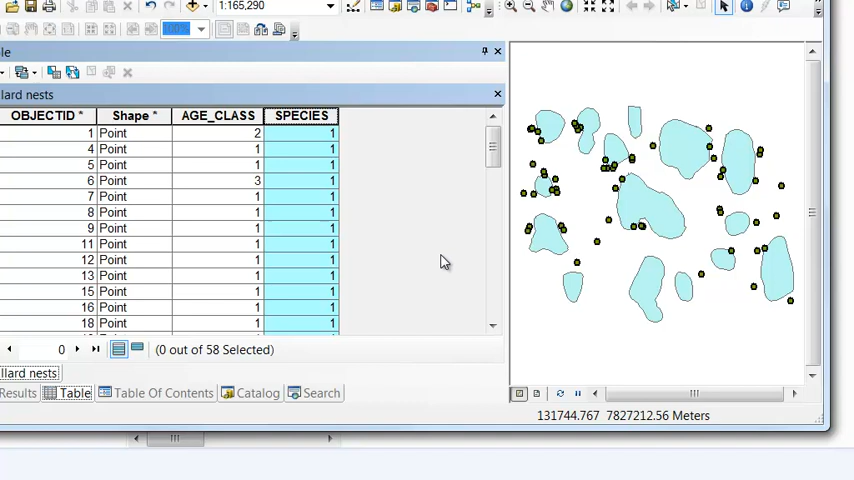 1:165,290
100%
le
llard nests
OBJECTID * Shape * AGE_CLASS SPECIES
1 Point 2 1
4 Point 1 1
5 Point 1 1
6 Point 3 1
7 Point 1 1
8 Point 1 1
9 Point 1 1
11 Point 1 1
12 Point 1 1
13 Point 1 1
15 Point 1 1
16 Point 1 1
18 Point 1 1
0 (0 out of 58 Selected)
llard nests
Results Table Table Of Contents Catalog Search
131744.767 7827212.56 Meters